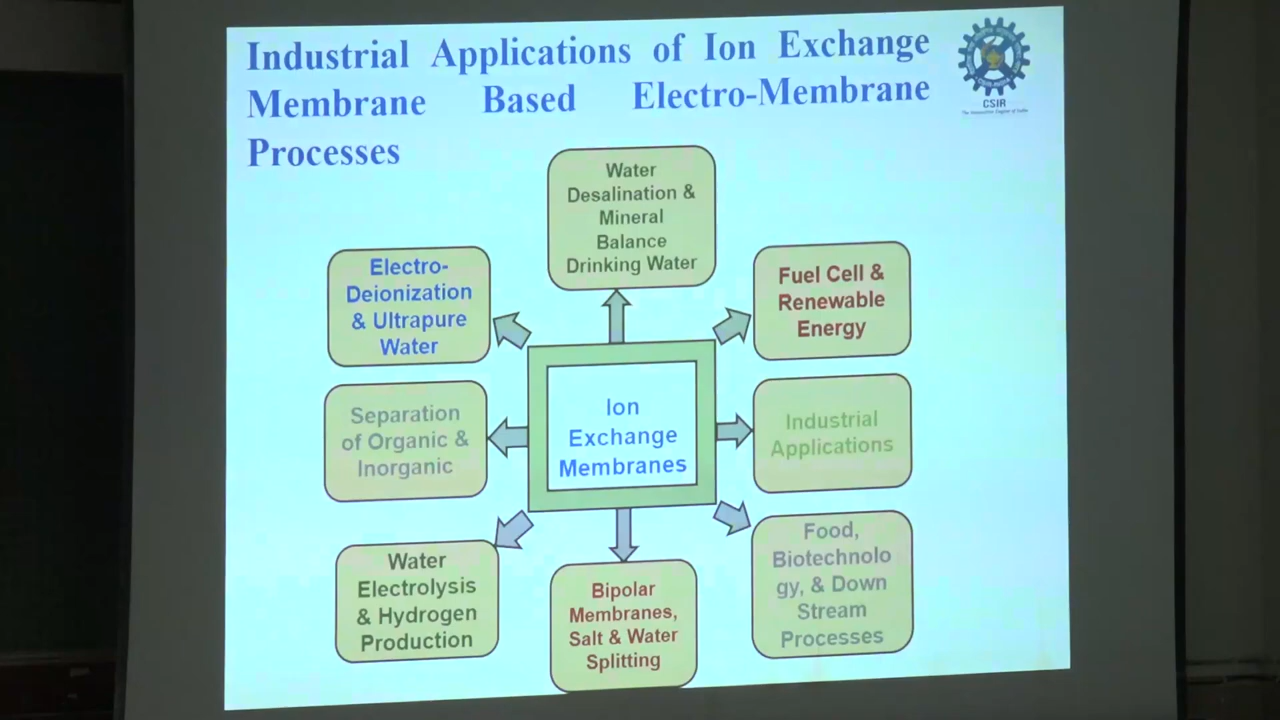 Industrial Applications of Ion Exchange
Membrane Based Electro-Membrane
Processes
CSIR
Water
Desalination &
Mineral
Balance
Drinking Water
Electro-
Deionization
& Ultrapure
Water
Fuel Cell &
Renewable
Energy
Separation
of Organic &
Inorganic
Ion
Exchange
Membranes
Industrial
Applications
Water
Electrolysis
& Hydrogen
Production
Bipolar
Membranes,
Salt & Water
Splitting
Food,
Biotechnolo
gy, & Down
Stream
Processes